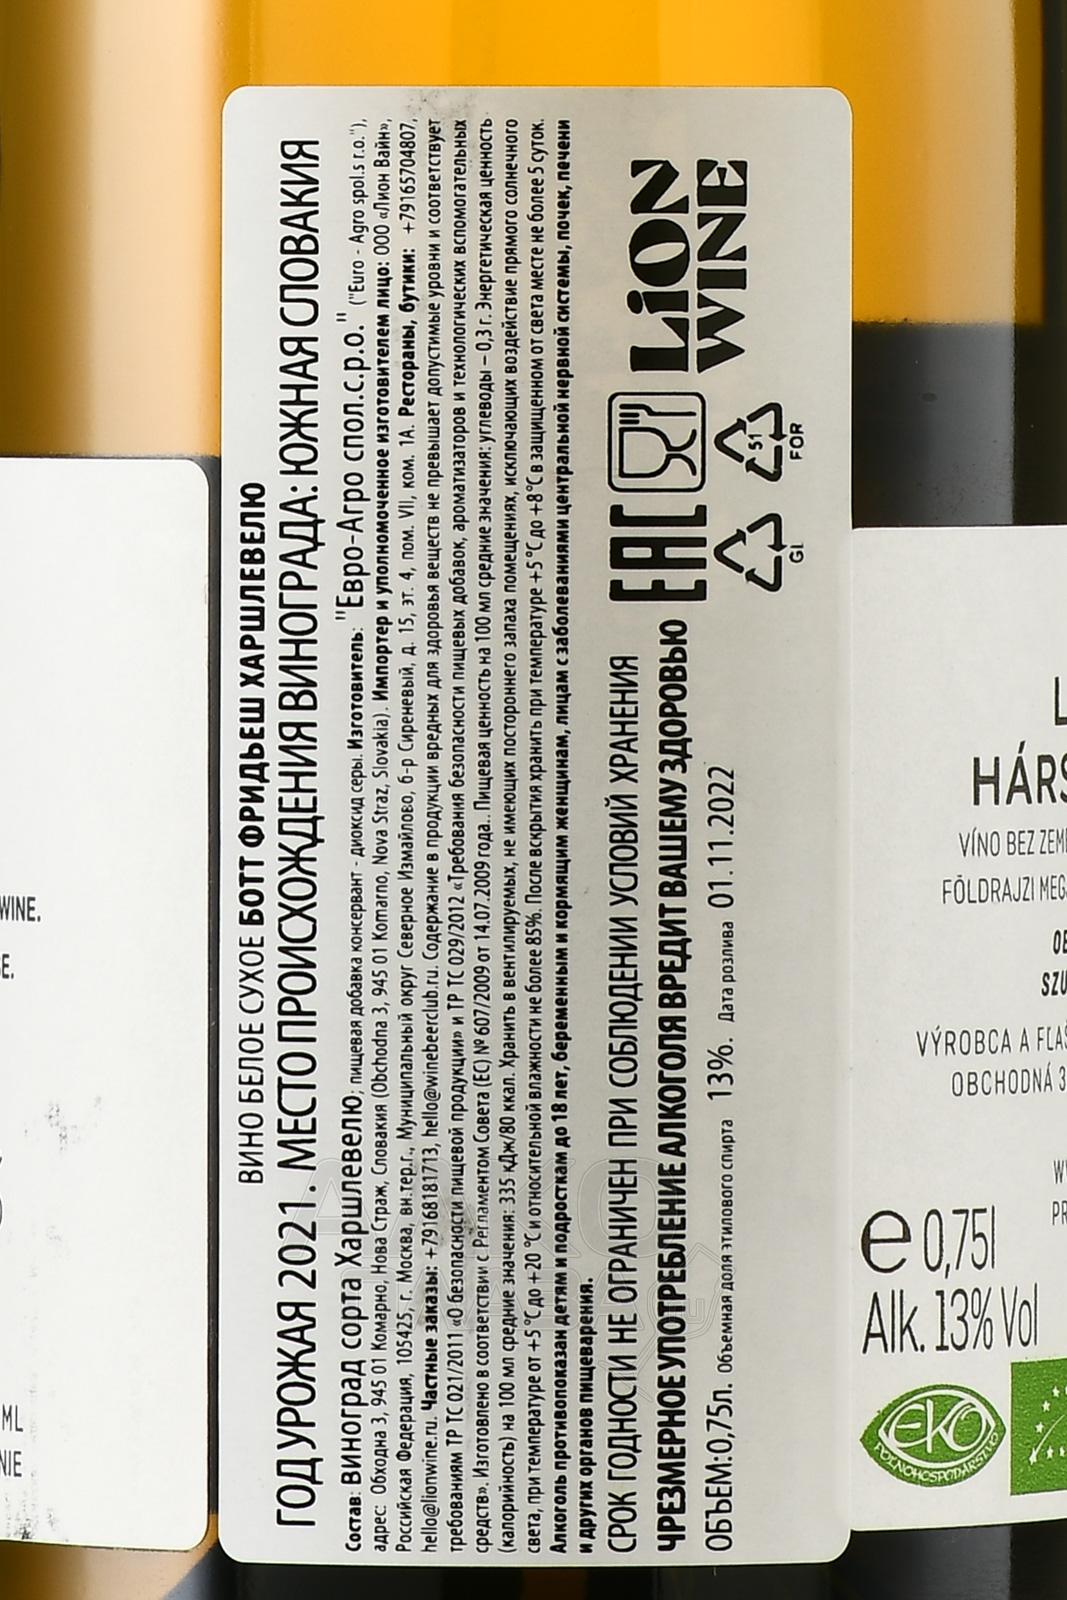 ВИНО БЕЛОЕ СУХОЕ БОТТ ФРИДЬЕШ ХАРШЛЕВЕЛЮ
ГОД УРОЖАЯ 2021. МЕСТО ПРОИСХОЖДЕНИЯ ВИНОГРАДА: ЮЖНАЯ СЛОВАКИЯ
Состав: виноград сорта Харшлевелю; пищевая добавка консервант - диоксид серы. Изготовитель: "Евро-Агро спол.с.р.о." ("Euro - Agro spol.s r.o."),
адрес: Обходна 3, 945 01 Комарно, Нова Страж, Словакия (Obchodna 3, 945 01 Komarno, Nova Straz, Slovakia). Импортер и уполномоченное изготовителем лицо: ООО «Лион Вайн»,
Российская Федерация, 105425, г. Москва, вн.тер.г., Муниципальный округ Северное Измайлово, б-р Сиреневый, д. 15, эт. 4, пом. VII, ком. 1А. Рестораны, бутики: +79165704807,
hello@lionwine.ru. Частные заказы: +79168181713, hello@winebeerclub.ru. Содержание в продукции вредных для здоровья веществ не превышает допустимые уровни и соответствует
требованиям ТР ТС 021/2011 «О безопасности пищевой продукции» и ТР ТС 029/2012 «Требования безопасности пищевых добавок, ароматизаторов и технологических вспомогательных
средств». Изготовлено в соответствии с Регламентом Совета (ЕС) № 607/2009 от 14.07.2009 года.. Пищевая ценность на 100 мл средние значения: углеводы – 0,3 г. Энергетическая ценность
(калорийность) на 100 мл средние значения: 335 кДж/80 ккал. Хранить в вентилируемых, не имеющих постороннего запаха помещениях, исключающих воздействие прямого солнечного
света, при температуре от +5 °С до +20 °С и относительной влажности не более 85%. После вскрытия хранить при температуре +5 °С до +8 °С в защищенном от света месте не более 5 суток.
Алкоголь противопоказан детям и подросткам до 18 лет, беременным и кормящим женщинам, лицам с заболеваниями центральной нервной системы, почек, печени
и других органов пищеварения.
СРОК ГОДНОСТИ НЕ ОГРАНИЧЕН ПРИ СОБЛЮДЕНИИ УСЛОВИЙ ХРАНЕНИЯ
ЧРЕЗМЕРНОЕ УПОТРЕБЛЕНИЕ АЛКОГОЛЯ ВРЕДИТ ВАШЕМУ ЗДОРОВЬЮ
ОБЪЕМ:0,75л. Объемная доля этилового спирта 13%. Дата розлива 01.11.2022
EAC
GL
51
FOR
LiON
WINE
WINE.
ML
HÁRS
VÍNO BEZ ZEME
FÖLDRAJZI MEG
SZU
VÝROBCA A FĽAŠ
OBCHODNÁ 3
PR
e 0,75l
Alk. 13% Vol
EKO
POĽNOHOSPODÁRSTVO